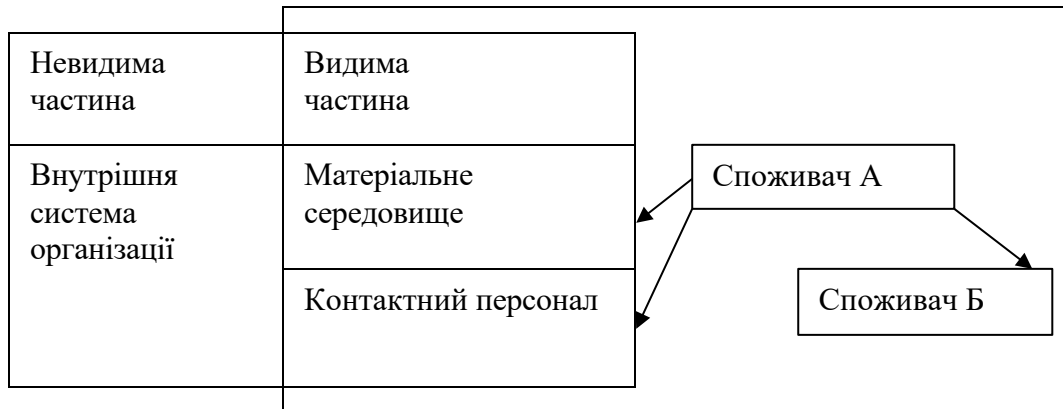 Невидима
частина
Видима
частина
Внутрішня
система
організації
Матеріальне
середовище
Контактний персонал
Споживач А
Споживач Б